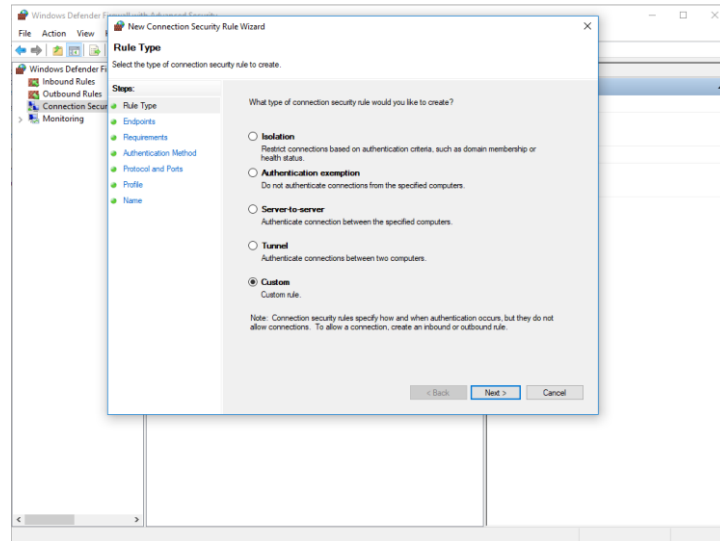 Windows Defender Firewall with Advanced Security
File Action View
New Connection Security Rule Wizard
Rule Type
Select the type of connection security rule to create.
Windows Defender Fi
Inbound Rules
Outbound Rules
Connection Secur
Monitoring
Steps:
Rule Type
Endpoints
Requirements
Authentication Method
Protocol and Ports
Profile
Name
What type of connection security rule would you like to create?
Isolation
Restrict connections based on authentication criteria, such as domain membership or
health status.
Authentication exemption
Do not authenticate connections from the specified computers.
Server-to-server
Authenticate connection between the specified computers.
Tunnel
Authenticate connections between two computers.
Custom
Custom rule.
Note: Connection security rules specify how and when authentication occurs, but they do not
allow connections. To allow a connection, create an inbound or outbound rule.
< Back Next > Cancel